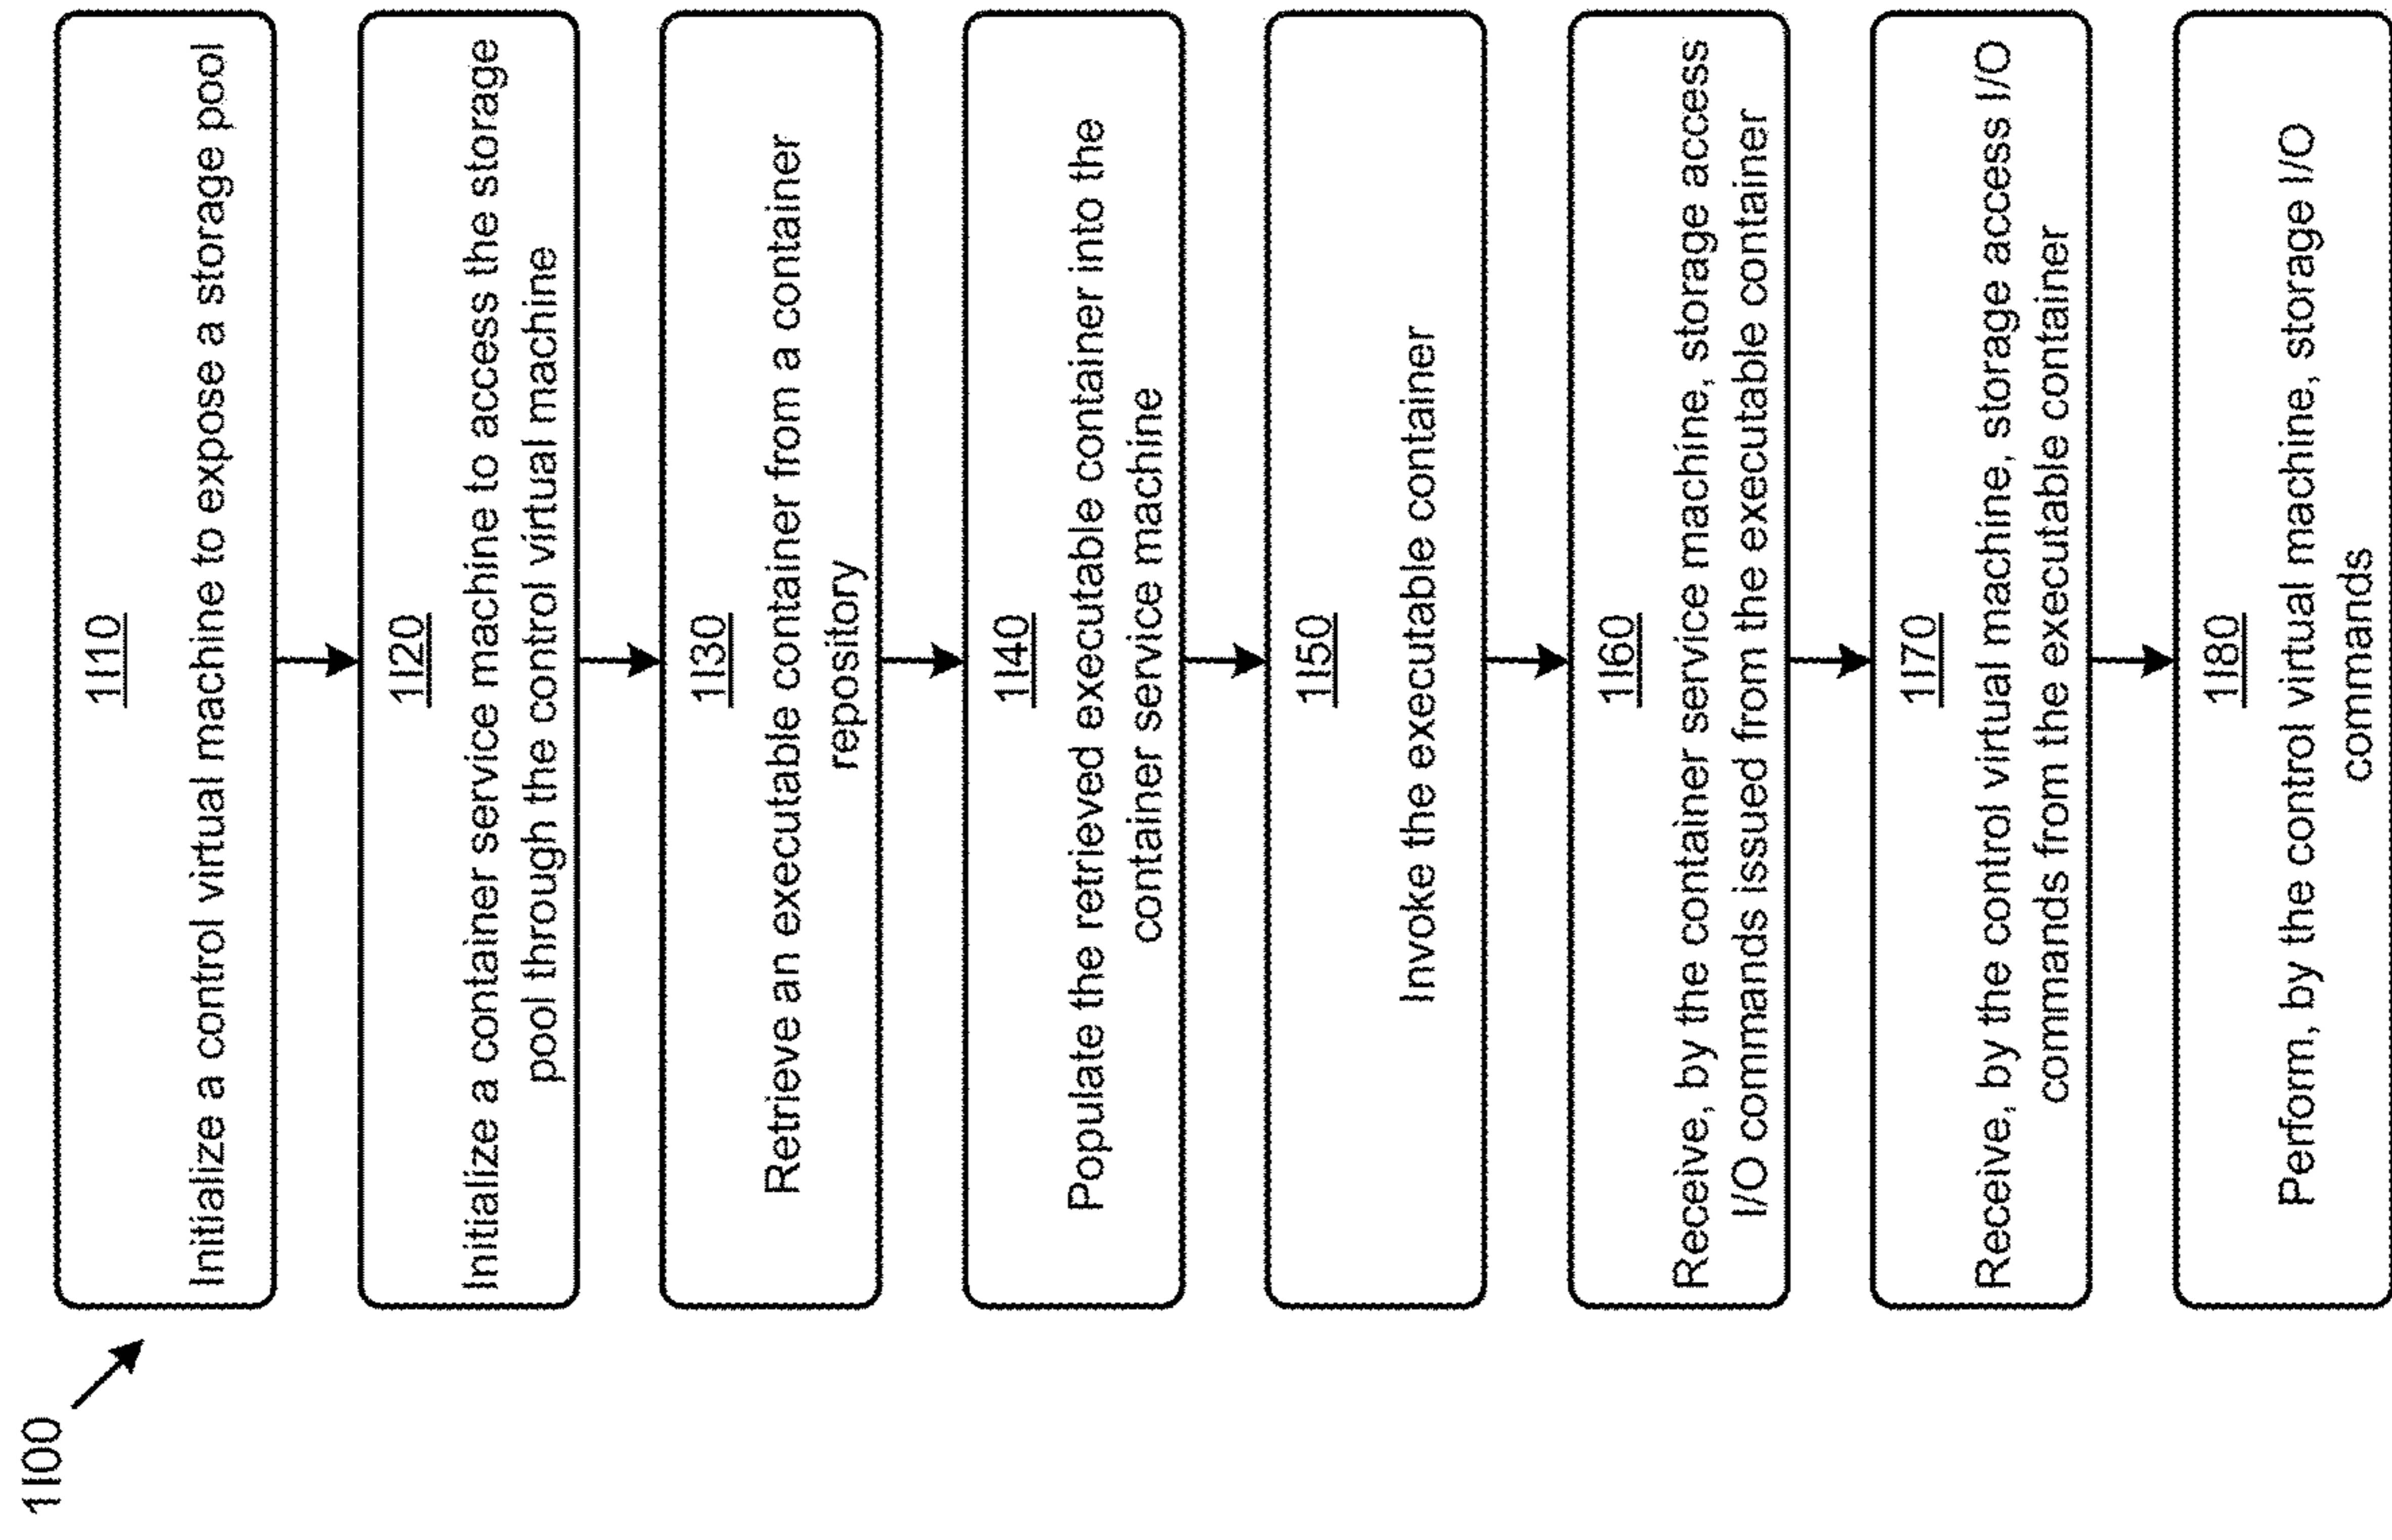 1I00
1I10
Initialize a control virtual machine to expose a storage pool
1I20
Initialize a container service machine to access the storage
pool through the control virtual machine
1I30
Retrieve an executable container from a container
repository
1I40
Populate the retrieved executable container into the
container service machine
1I50
Invoke the executable container
1I60
Receive, by the container service machine, storage access
I/O commands issued from the executable container
1I70
Receive, by the control virtual machine, storage access I/O
commands from the executable container
1I80
Perform, by the control virtual machine, storage I/O
commands